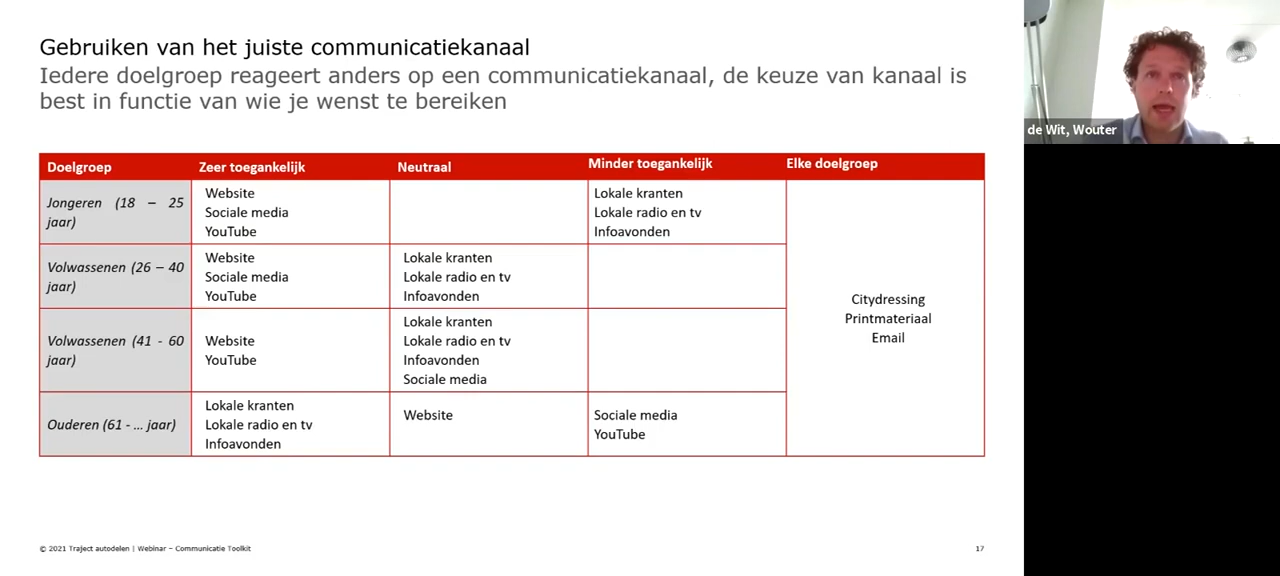 Gebruiken van het juiste communicatiekanaal
Iedere doelgroep reageert anders op een communicatiekanaal, de keuze van kanaal is
best in functie van wie je wenst te bereiken
de Wit, Wouter
Doelgroep
Zeer toegankelijk
Neutraal
Minder toegankelijk
Elke doelgroep
Jongeren (18 – 25
jaar)
Website
Sociale media
YouTube
Lokale kranten
Lokale radio en tv
Infoavonden
Volwassenen (26 – 40
jaar)
Website
Sociale media
YouTube
Lokale kranten
Lokale radio en tv
Infoavonden
Volwassenen (41 - 60
jaar)
Website
YouTube
Lokale kranten
Lokale radio en tv
Infoavonden
Sociale media
Ouderen (61 - ... jaar)
Lokale kranten
Lokale radio en tv
Infoavonden
Website
Sociale media
YouTube
Citydressing
Printmateriaal
Email
© 2021 Traject autodelen | Webinar – Communicatie Toolkit
17